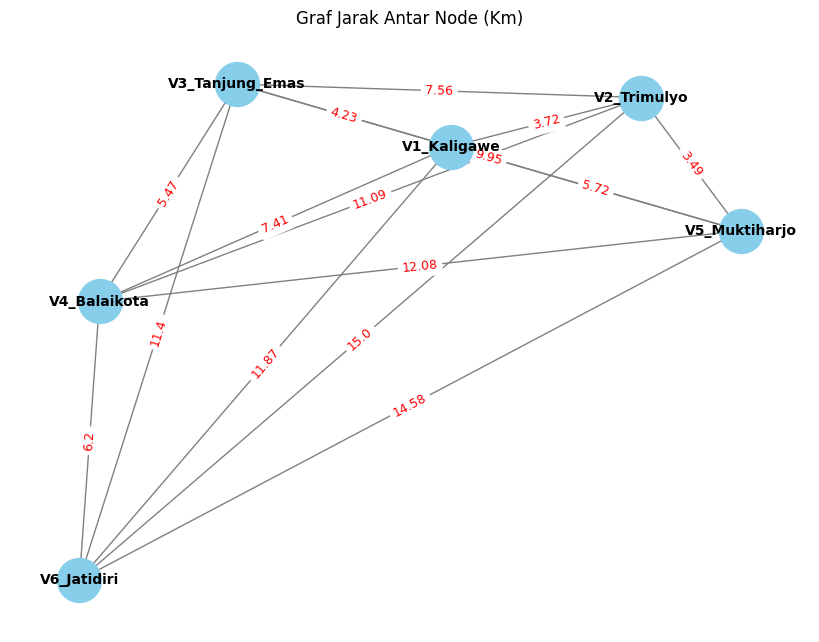 Graf Jarak Antar Node (Km)
V3_Tanjung_Emas
7.56
V2_Trimulyo
4.23
3.72
V1_Kaligawe
9.95
3.49
5.72
5.47
11.09
7.41
V5_Muktiharjo
12.08
V4_Balaikota
11.4
15.0
11.87
14.58
6.2
V6_Jatidiri